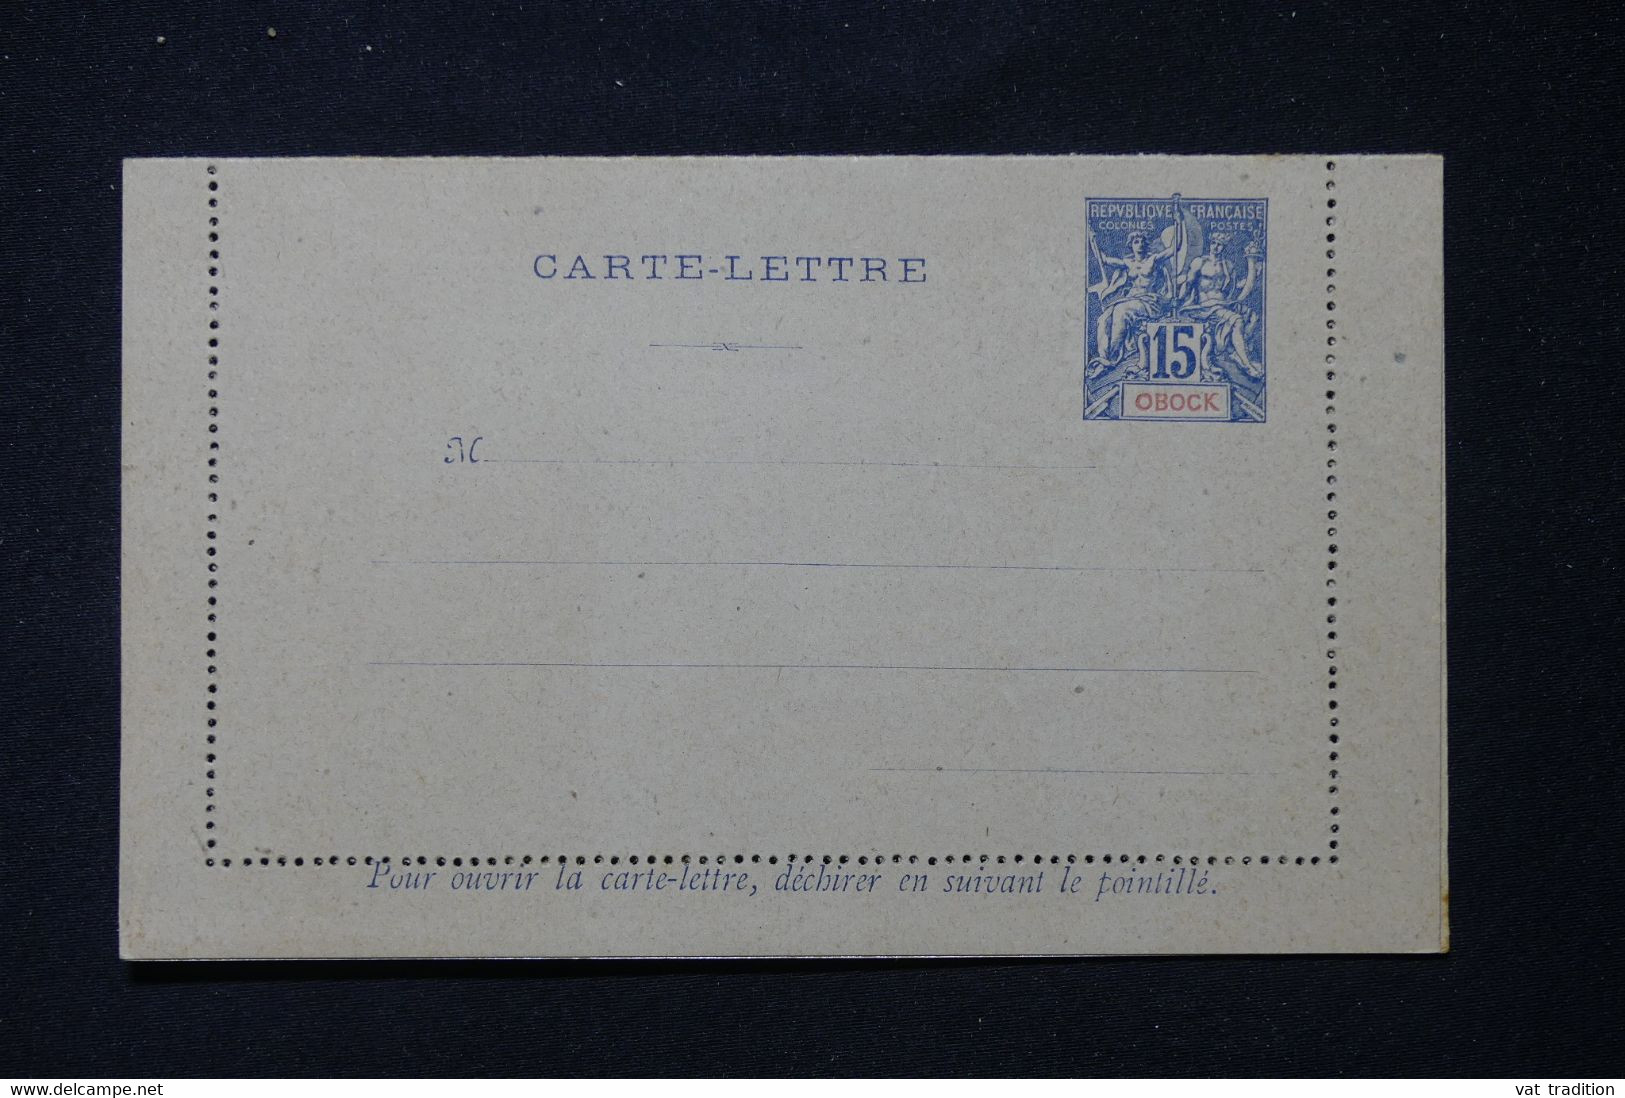 REPVBLIQVE FRANÇAISE
COLONIES POSTES
CARTE-LETTRE
15
OBOCK
M
Pour ouvrir la carte-lettre, déchirer en suivant le pointillé.
www.delcampe.net
vat tradition